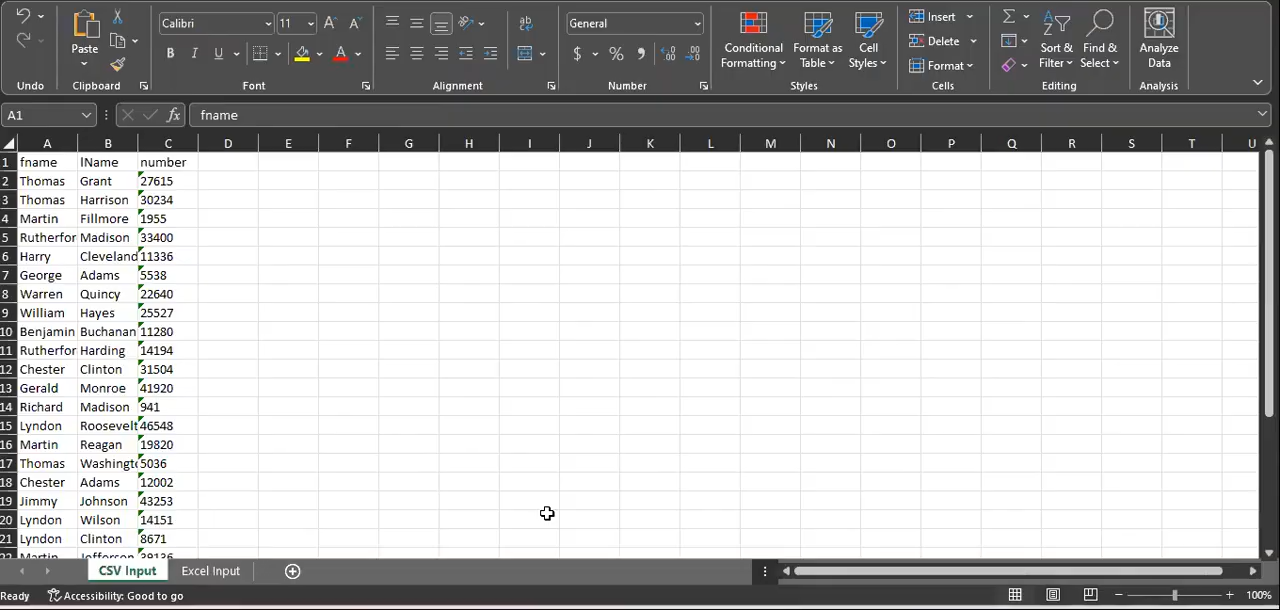 Calibri 11 General
Paste
Conditional Formatting
Format as Table
Cell Styles
Insert
Delete
Format
Sort & Filter
Find & Select
Analyze Data
Undo Clipboard Font Alignment Number Styles Cells Editing Analysis
A1 fx fname
A B C D E F G H I J K L M N O P Q R S T U
1 fname lName number
2 Thomas Grant 27615
3 Thomas Harrison 30234
4 Martin Fillmore 1955
5 Rutherfor Madison 33400
6 Harry Cleveland 11336
7 George Adams 5538
8 Warren Quincy 22640
9 William Hayes 25527
10 Benjamin Buchanan 11280
11 Rutherfor Harding 14194
12 Chester Clinton 31504
13 Gerald Monroe 41920
14 Richard Madison 941
15 Lyndon Roosevelt 46548
16 Martin Reagan 19820
17 Thomas Washingt 5036
18 Chester Adams 12002
19 Jimmy Johnson 43253
20 Lyndon Wilson 14151
21 Lyndon Clinton 8671
22 Martin Jefferson 39136
CSV Input Excel Input
Ready Accessibility: Good to go 100%